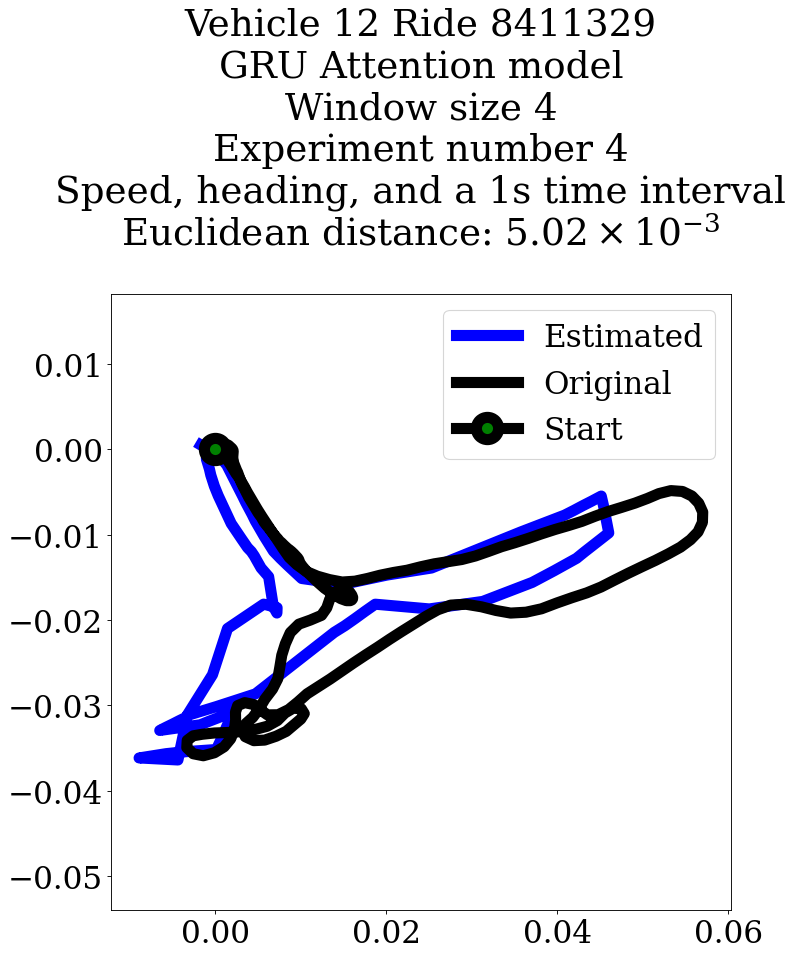 Vehicle 12 Ride 8411329
GRU Attention model
Window size 4
Experiment number 4
Speed, heading, and a 1s time interval
Euclidean distance: 5.02 × 10⁻³
Estimated
Original
Start
0.01
0.00
−0.01
−0.02
−0.03
−0.04
−0.05
0.00 0.02 0.04 0.06